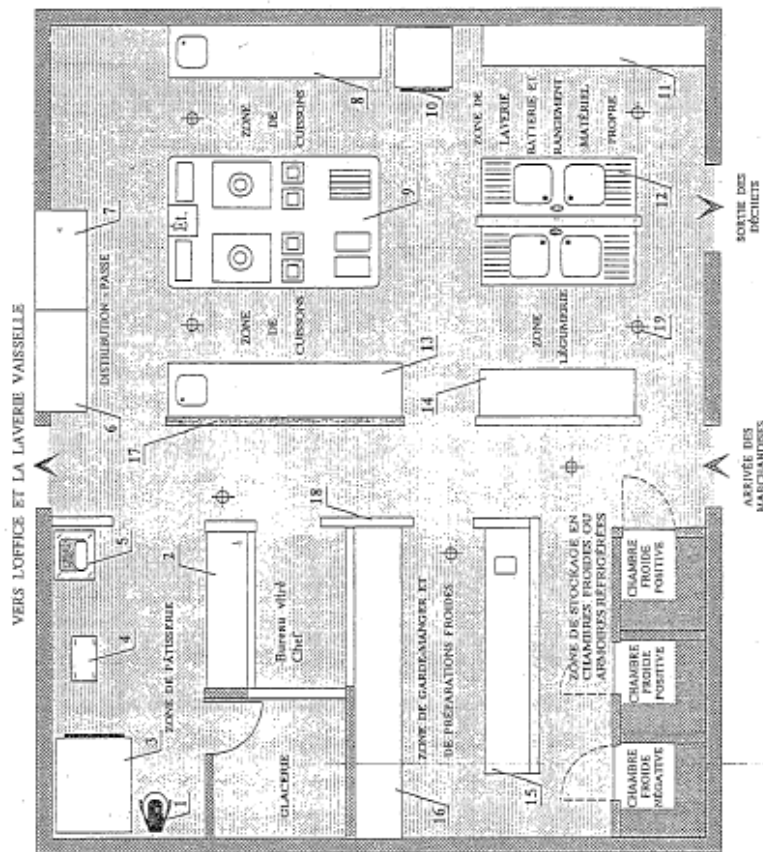 VERS L'OFFICE ET LA LAVERIE VAISSELLE
6
7
DISTRIBUTION - PASSE
5
4
3
1
ZONE DE PÂTISSERIE
2
17
Bureau vitré
Chef
GLACERIE
18
ZONE DE GARDE-MANGER ET
DE PRÉPARATIONS FROIDES
16
15
ZONE
DE
CUISSONS
13
Ét.
9
ZONE
DE
CUISSONS
8
10
ZONE DE
LAVERIE
BATTERIE ET
RANGEMENT
MATÉRIEL
PROPRE
11
12
ZONE
LÉGUMERIE
14
19
ZONE DE STOCKAGE EN
CHAMBRES FROIDES OU
ARMOIRES RÉFRIGÉRÉES
CHAMBRE
FROIDE
NÉGATIVE
CHAMBRE
FROIDE
POSITIVE
CHAMBRE
FROIDE
POSITIVE
ARRIVÉE DES
MARCHANDISES
SORTIE DES
DÉCHETS